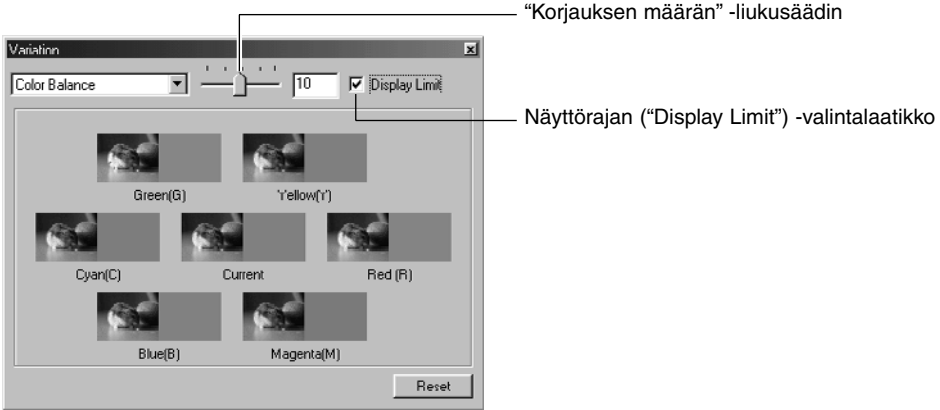 “Korjauksen määrän” -liukusäädin
Variation
Color Balance
10
Display Limit
Näyttörajan (“Display Limit”) -valintalaatikko
Green(G)
Yellow(Y)
Cyan(C)
Current
Red (R)
Blue(B)
Magenta(M)
Reset